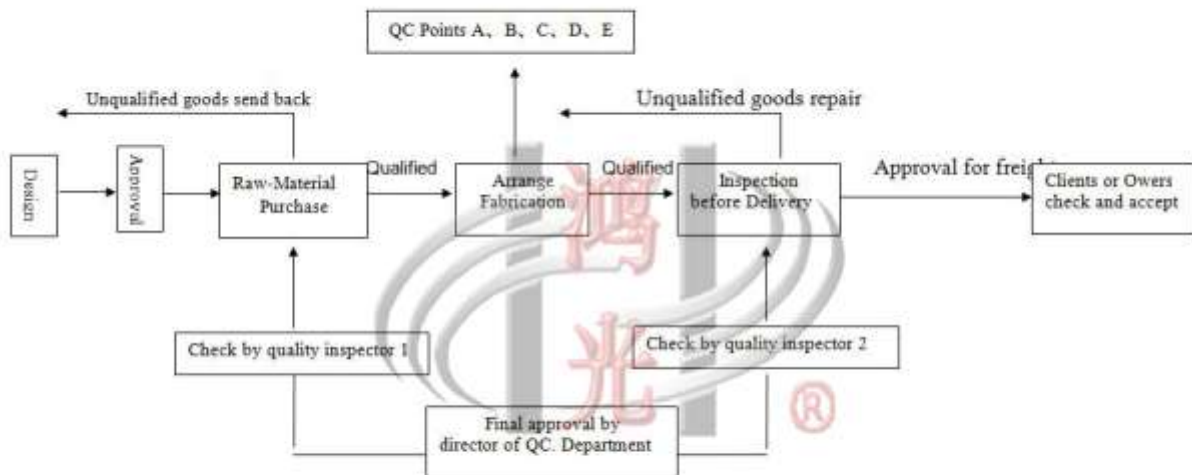 QC Points A、B、C、D、E
Unqualified goods send back
Unqualified goods repair
Design
Approval
Raw-Material
Purchase
Qualified
Arrange
Fabrication
Qualified
Inspection
before Delivery
Approval for freight
Clients or Owers
check and accept
Check by quality inspector 1
Check by quality inspector 2
Final approval by
director of QC. Department
鸿
光
®